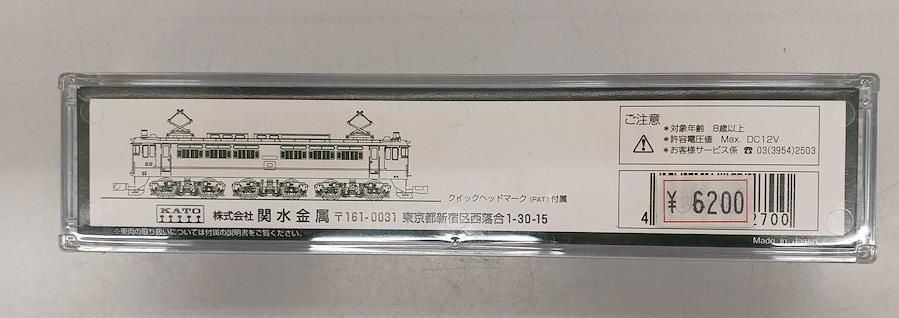 ご注意
*対象年齢 8歳以上
*許容電圧値 Max. DC12V
*お客様サービス係 ☎ 03(3954)2503
クイックヘッドマーク (PAT.) 付属
KATO
株式会社 関水金属 〒161-0031 東京都新宿区西落合1-30-15
☆車両の取り扱いについては付属の説明書をご覧ください。
¥ 6200
4 2700
Made in Japan